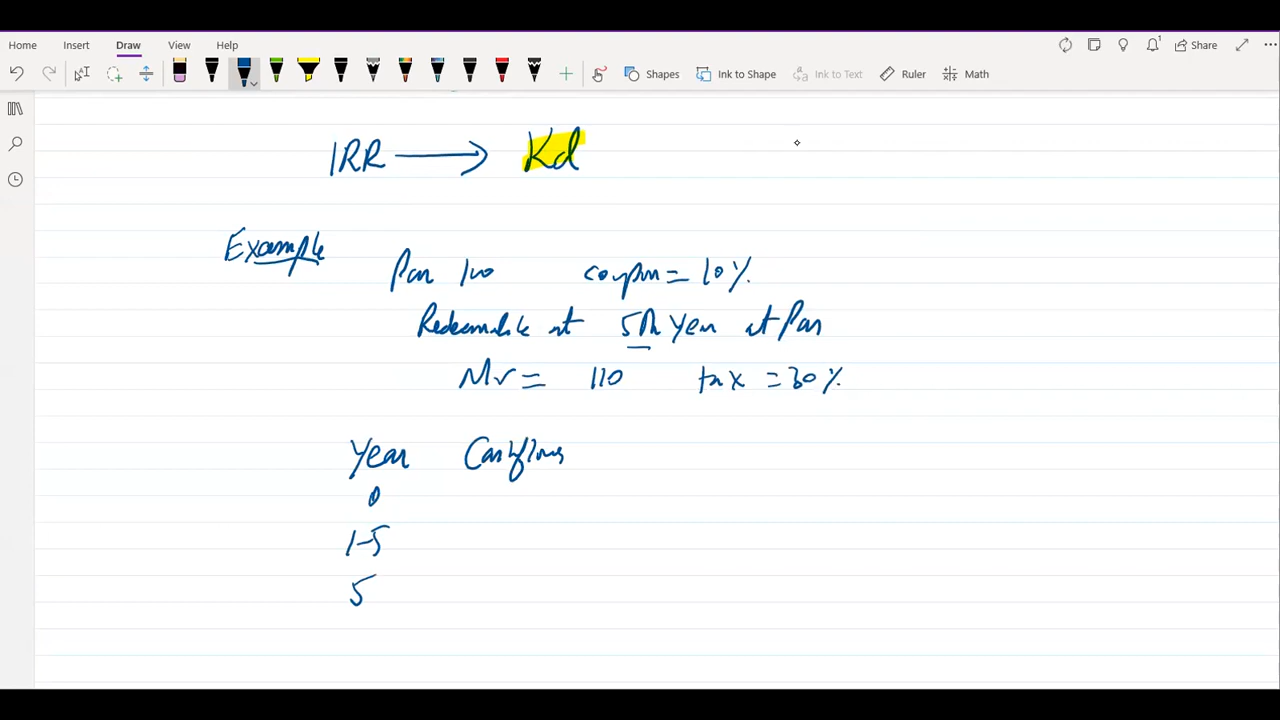 Home Insert Draw View Help
1
Share
Shapes Ink to Shape Ink to Text Ruler Math
IRR → Kd
Example
Par 100 coupon = 10%
Redeemable at 5th year at Par
Mv = 110 tax = 30%
Year Cashflows
0
1-5
5